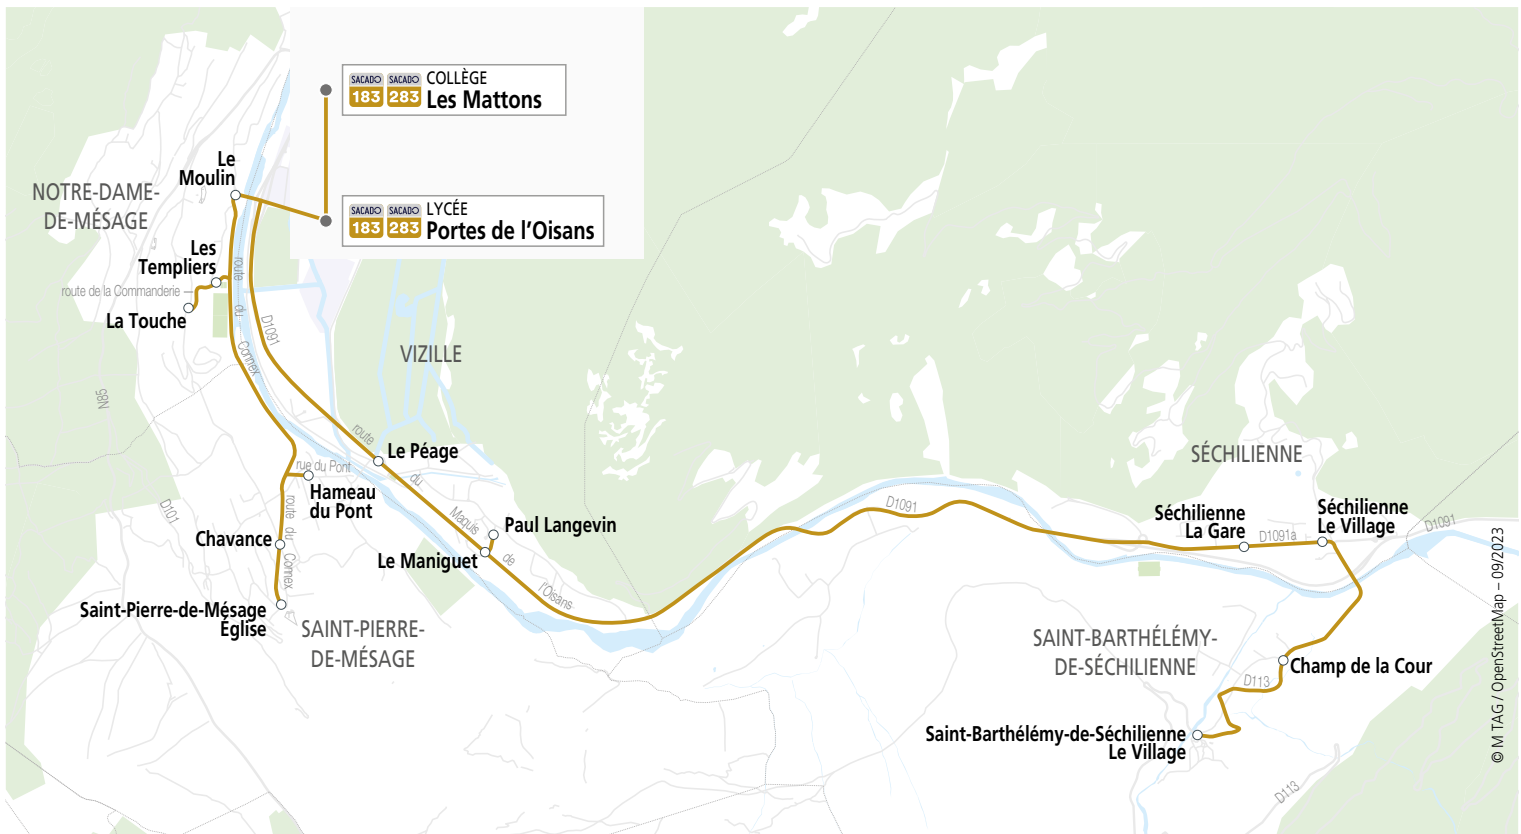 SACADO SACADO COLLÈGE
183 283 Les Mattons
SACADO SACADO LYCÉE
183 283 Portes de l'Oisans
Le
Moulin
NOTRE-DAME-
DE-MÉSAGE
Les
Templiers
route de la Commanderie
La Touche
route
du
Connex
D1091
VIZILLE
N85
route
Le Péage
du
rue du Pont
Hameau
du Pont
D101
Maquis
Paul Langevin
route
du
Connex
Chavance
Le Maniguet
de
l'Oisans
Saint-Pierre-de-Mésage
Église
SAINT-PIERRE-
DE-MÉSAGE
D1091
SÉCHILIENNE
Séchilienne
La Gare
Séchilienne
Le Village
D1091a
D1091
SAINT-BARTHÉLÉMY-
DE-SÉCHILIENNE
Champ de la Cour
D113
Saint-Barthélémy-de-Séchilienne
Le Village
D113
© M TAG / OpenStreetMap – 09/2023